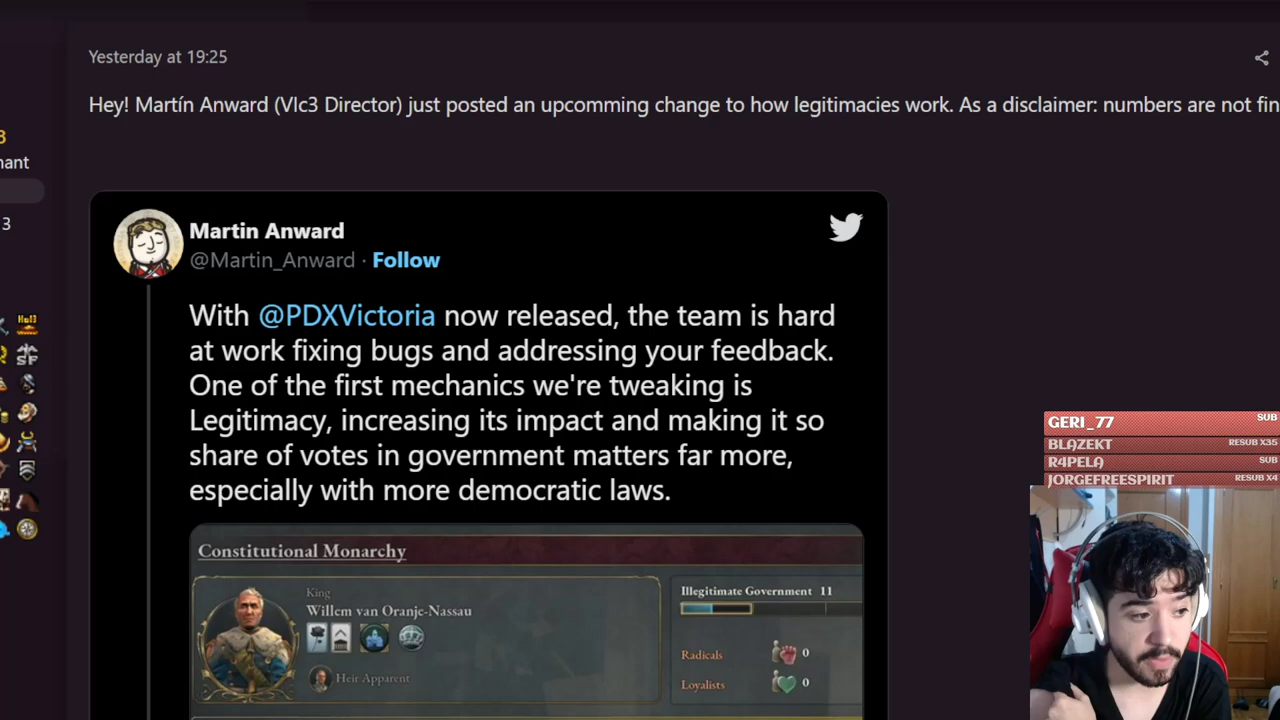 Yesterday at 19:25
Hey! Martín Anward (VIc3 Director) just posted an upcomming change to how legitimacies work. As a disclaimer: numbers are not fin
3
nant
3
Martin Anward
@Martin_Anward · Follow
With @PDXVictoria now released, the team is hard
at work fixing bugs and addressing your feedback.
One of the first mechanics we're tweaking is
Legitimacy, increasing its impact and making it so
share of votes in government matters far more,
especially with more democratic laws.
Constitutional Monarchy
King
Willem van Oranje-Nassau
Heir Apparent
Illegitimate Government 11
Radicals 0
Loyalists 0
GERI_77 SUB
BLAZEKT RESUB X35
R4PELA SUB
JORGEFREESPIRIT RESUB X4